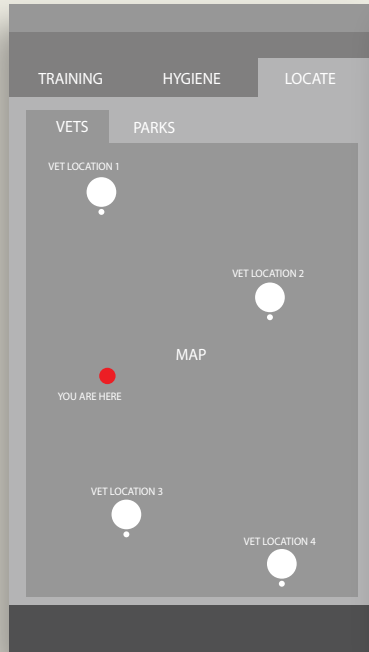 TRAINING
HYGIENE
LOCATE
VETS
PARKS
VET LOCATION 1
VET LOCATION 2
MAP
YOU ARE HERE
VET LOCATION 3
VET LOCATION 4